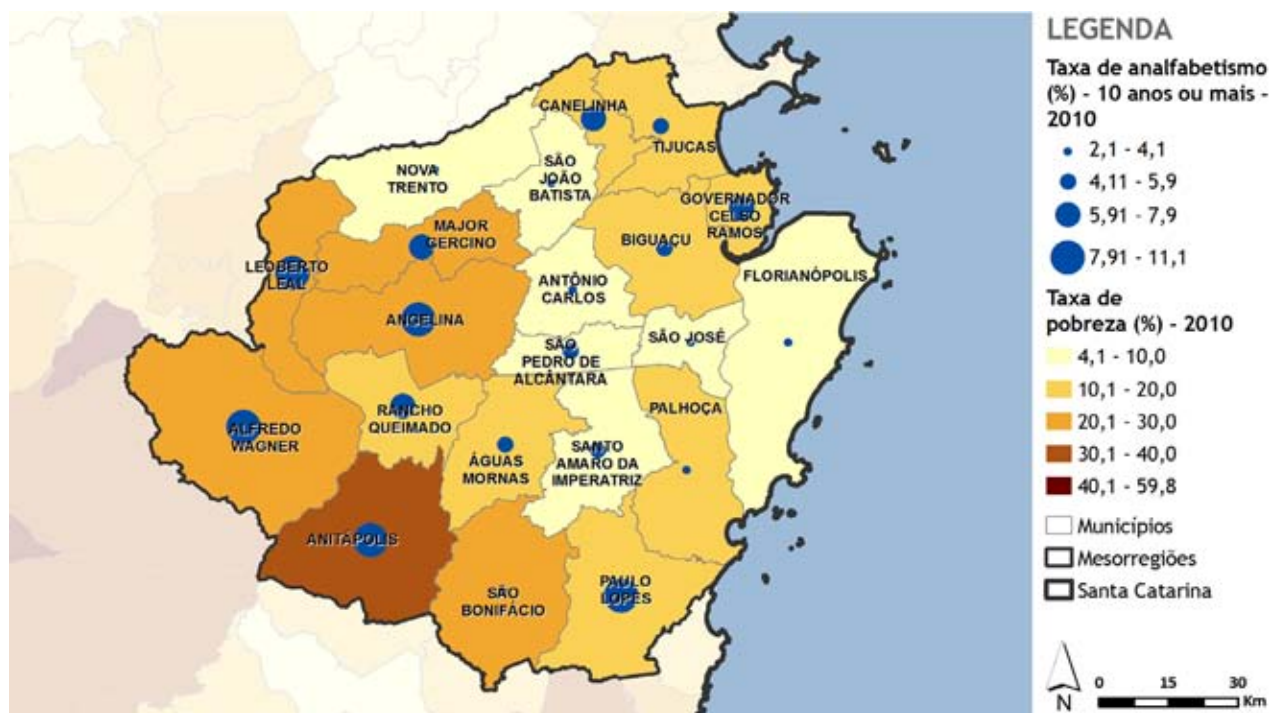 CANELINHA
TIJUCAS
NOVA
TRENTO
SÃO
JOÃO
BATISTA
GOVERNADOR
CELSO
RAMOS
MAJOR
GERCINO
BIGUAÇU
LEOBERTO
LEAL
FLORIANÓPOLIS
ANTÔNIO
CARLOS
ANGELINA
SÃO JOSÉ
SÃO
PEDRO DE
ALCÂNTARA
RANCHO
QUEIMADO
PALHOÇA
ALFREDO
WAGNER
ÁGUAS
MORNAS
SANTO
AMARO DA
IMPERATRIZ
ANITÁPOLIS
SÃO
BONIFÁCIO
PAULO
LOPES
LEGENDA
Taxa de analfabetismo
(%) - 10 anos ou mais -
2010
2,1 - 4,1
4,11 - 5,9
5,91 - 7,9
7,91 - 11,1
Taxa de
pobreza (%) - 2010
4,1 - 10,0
10,1 - 20,0
20,1 - 30,0
30,1 - 40,0
40,1 - 59,8
Municípios
Mesorregiões
Santa Catarina
N
0 15 30
Km